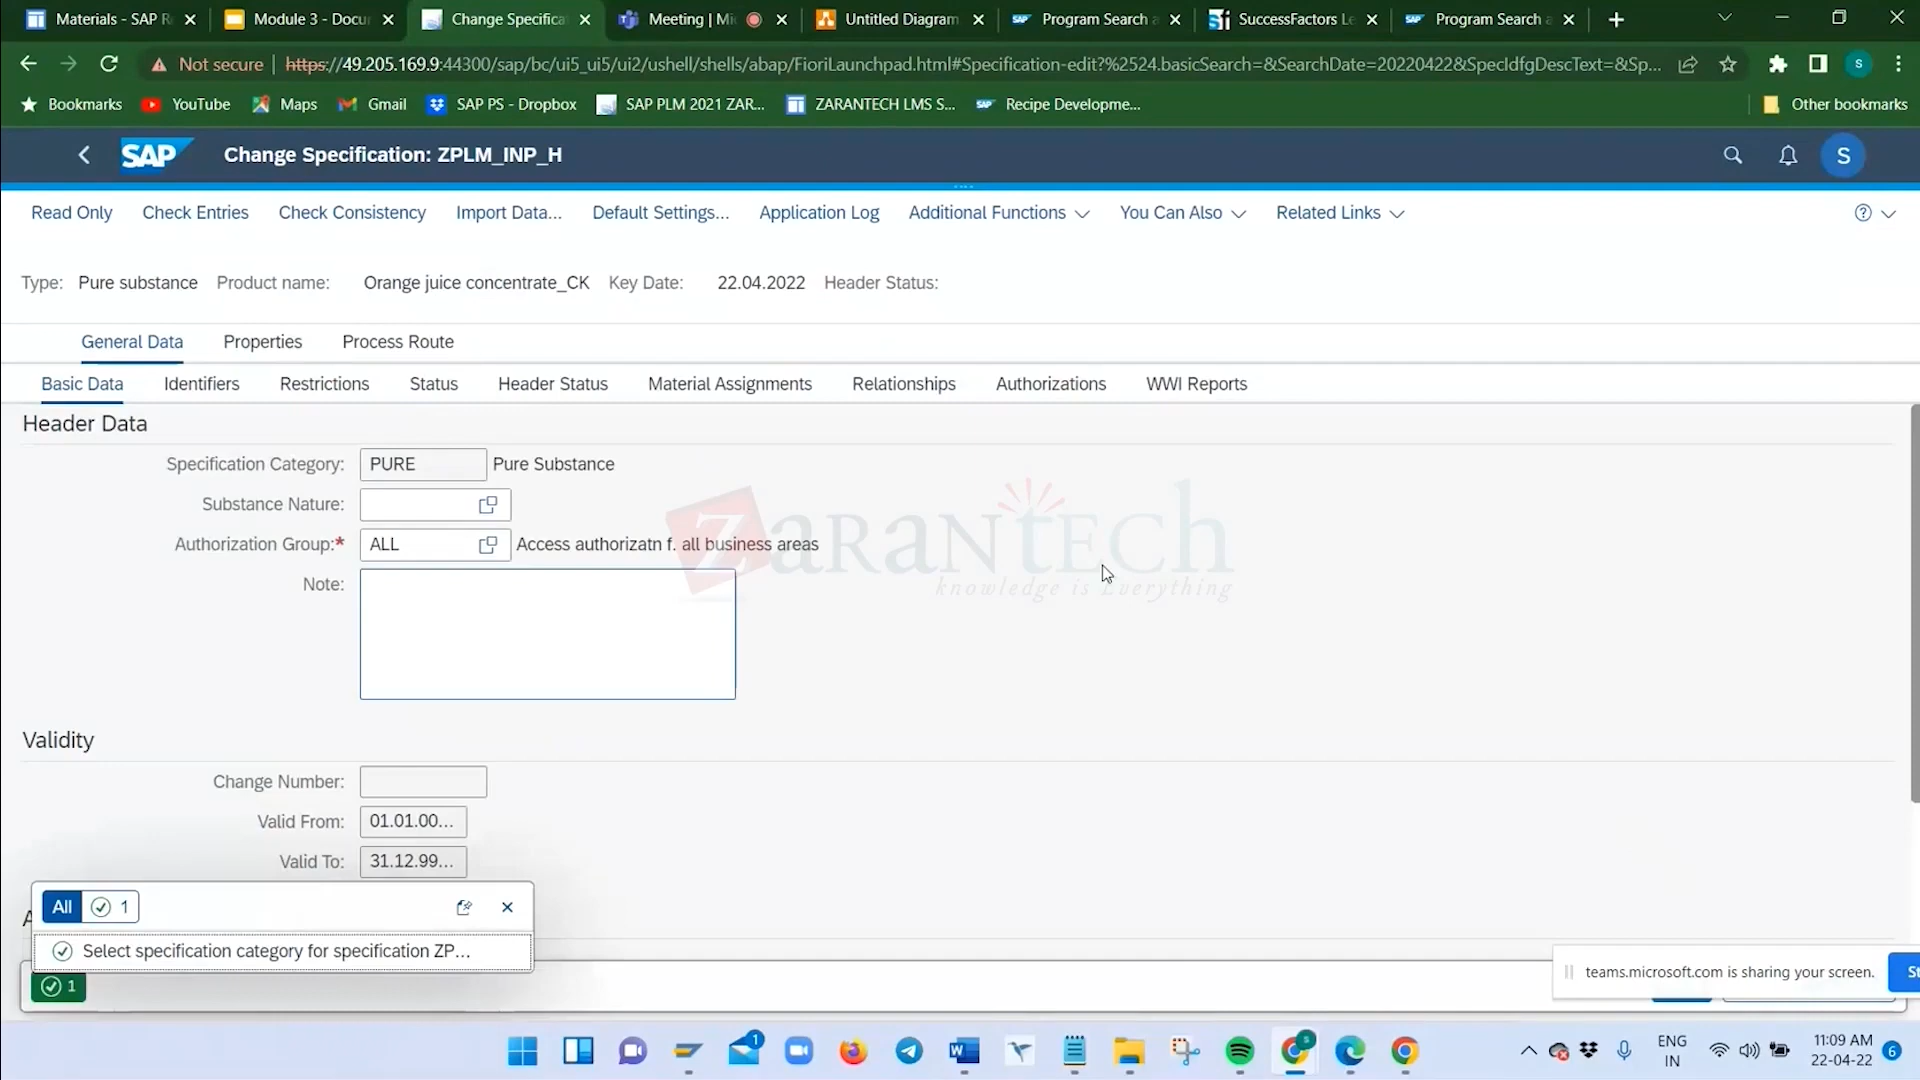 Materials - SAP R
Module 3 - Docu
Change Specifica
Meeting | Mi
Untitled Diagram
Program Search a
SuccessFactors Le
Program Search a
Not secure
https://49.205.169.9:44300/sap/bc/ui5_ui5/ui2/ushell/shells/abap/FioriLaunchpad.html#Specification-edit?%2524.basicSearch=&SearchDate=20220422&SpecIdfgDescText=&Sp...
S
Bookmarks
YouTube
Maps
Gmail
SAP PS - Dropbox
SAP PLM 2021 ZAR...
ZARANTECH LMS S...
Recipe Developme...
Other bookmarks
SAP
Change Specification: ZPLM_INP_H
S
Read Only
Check Entries
Check Consistency
Import Data...
Default Settings...
Application Log
Additional Functions
You Can Also
Related Links
Type: Pure substance Product name: Orange juice concentrate_CK Key Date: 22.04.2022 Header Status:
General Data
Properties
Process Route
Basic Data
Identifiers
Restrictions
Status
Header Status
Material Assignments
Relationships
Authorizations
WWI Reports
Header Data
Specification Category: PURE Pure Substance
Substance Nature:
Authorization Group:* ALL Access authorizatn f. all business areas
Note:
ZaranTech
knowledge is Everything
Validity
Change Number:
Valid From: 01.01.00...
Valid To: 31.12.99...
All 1
Select specification category for specification ZP...
1
teams.microsoft.com is sharing your screen.
St
1
S
ENG
IN
11:09 AM
22-04-22
6